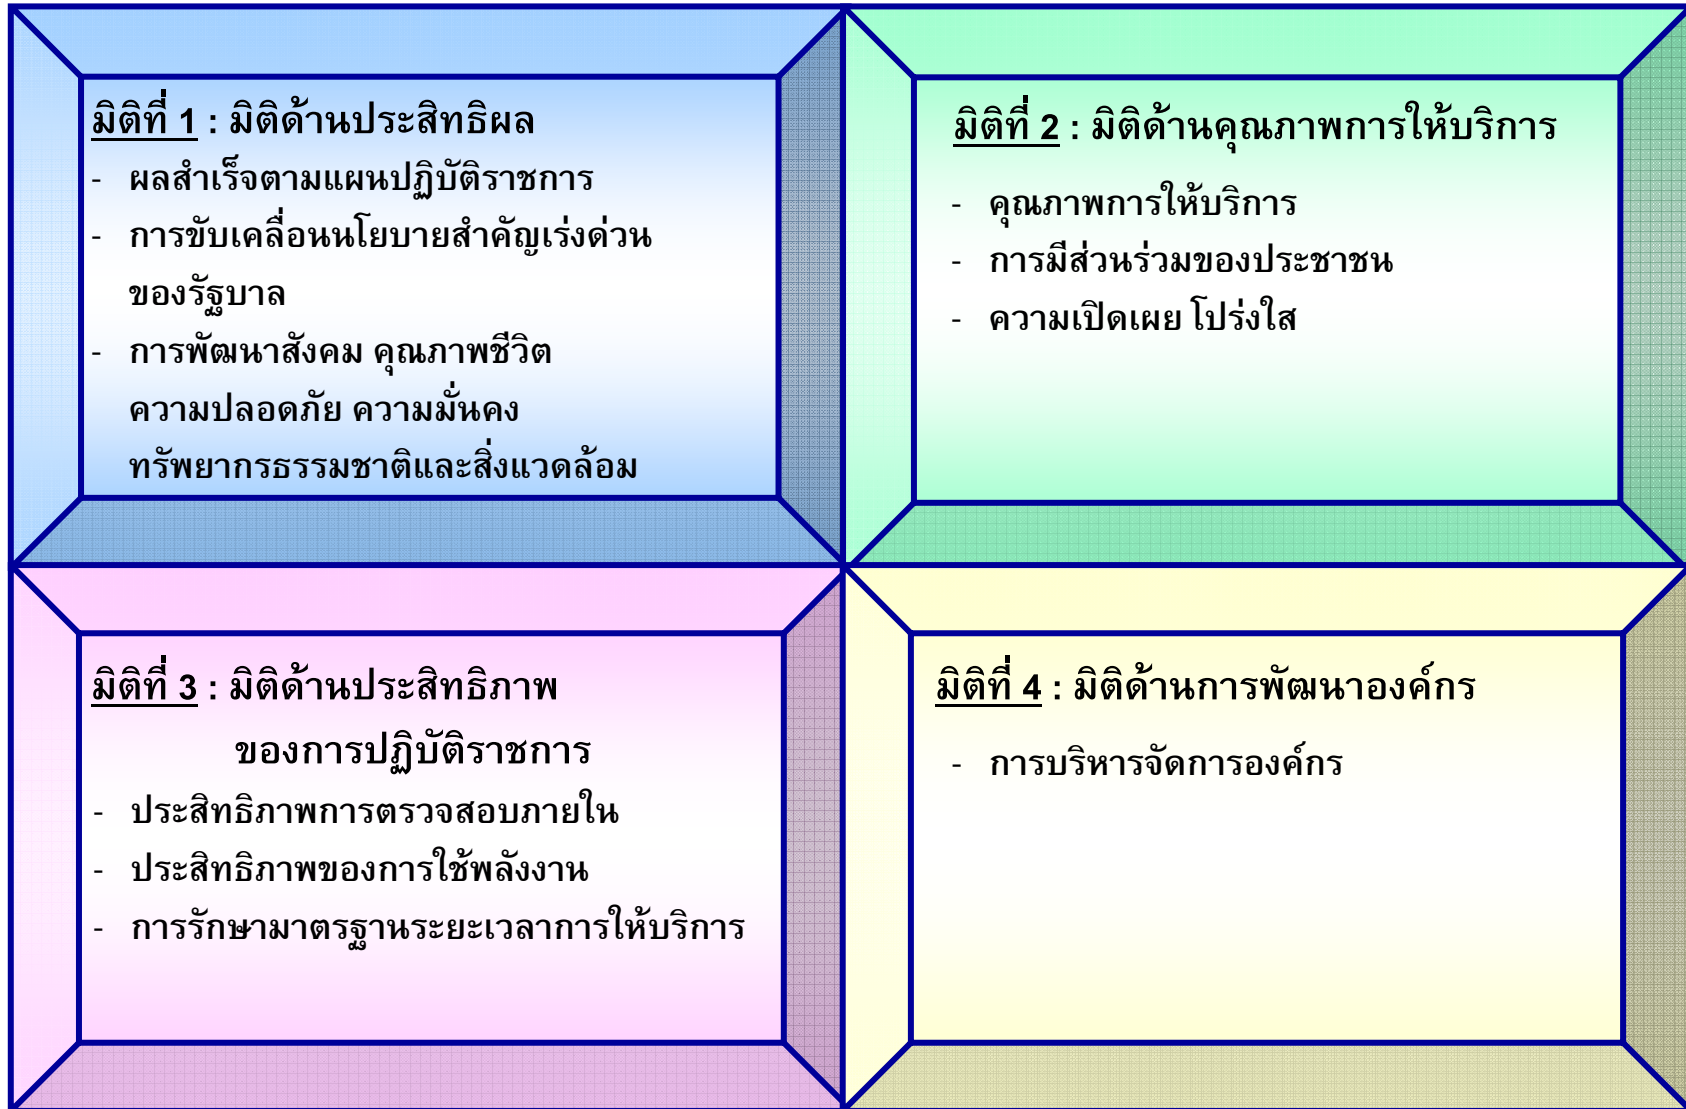 มิติที่ 1 : มิติด้านประสิทธิผล
- ผลสำเร็จตามแผนปฏิบัติราชการ
- การขับเคลื่อนนโยบายสำคัญเร่งด่วน
ของรัฐบาล
- การพัฒนาสังคม คุณภาพชีวิต
ความปลอดภัย ความมั่นคง
ทรัพยากรธรรมชาติและสิ่งแวดล้อม
มิติที่ 2 : มิติด้านคุณภาพการให้บริการ
- คุณภาพการให้บริการ
- การมีส่วนร่วมของประชาชน
- ความเปิดเผย โปร่งใส
มิติที่ 3 : มิติด้านประสิทธิภาพ
ของการปฏิบัติราชการ
- ประสิทธิภาพการตรวจสอบภายใน
- ประสิทธิภาพของการใช้พลังงาน
- การรักษามาตรฐานระยะเวลาการให้บริการ
มิติที่ 4 : มิติด้านการพัฒนาองค์กร
- การบริหารจัดการองค์กร